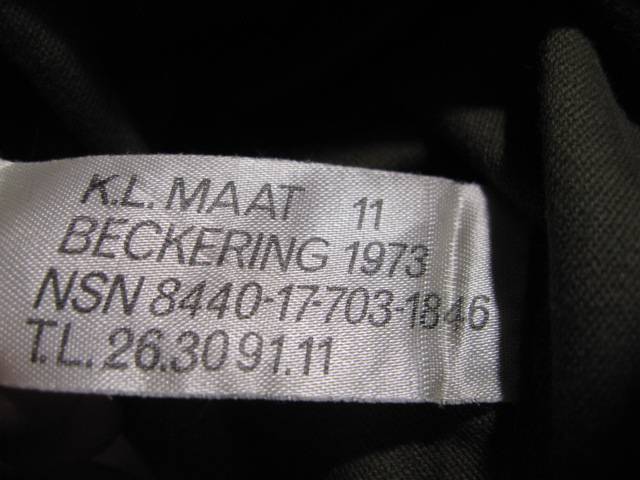 K.L. MAAT 11
BECKERING 1973
NSN 8440-17-703-1846
T.L. 26.30 91.11